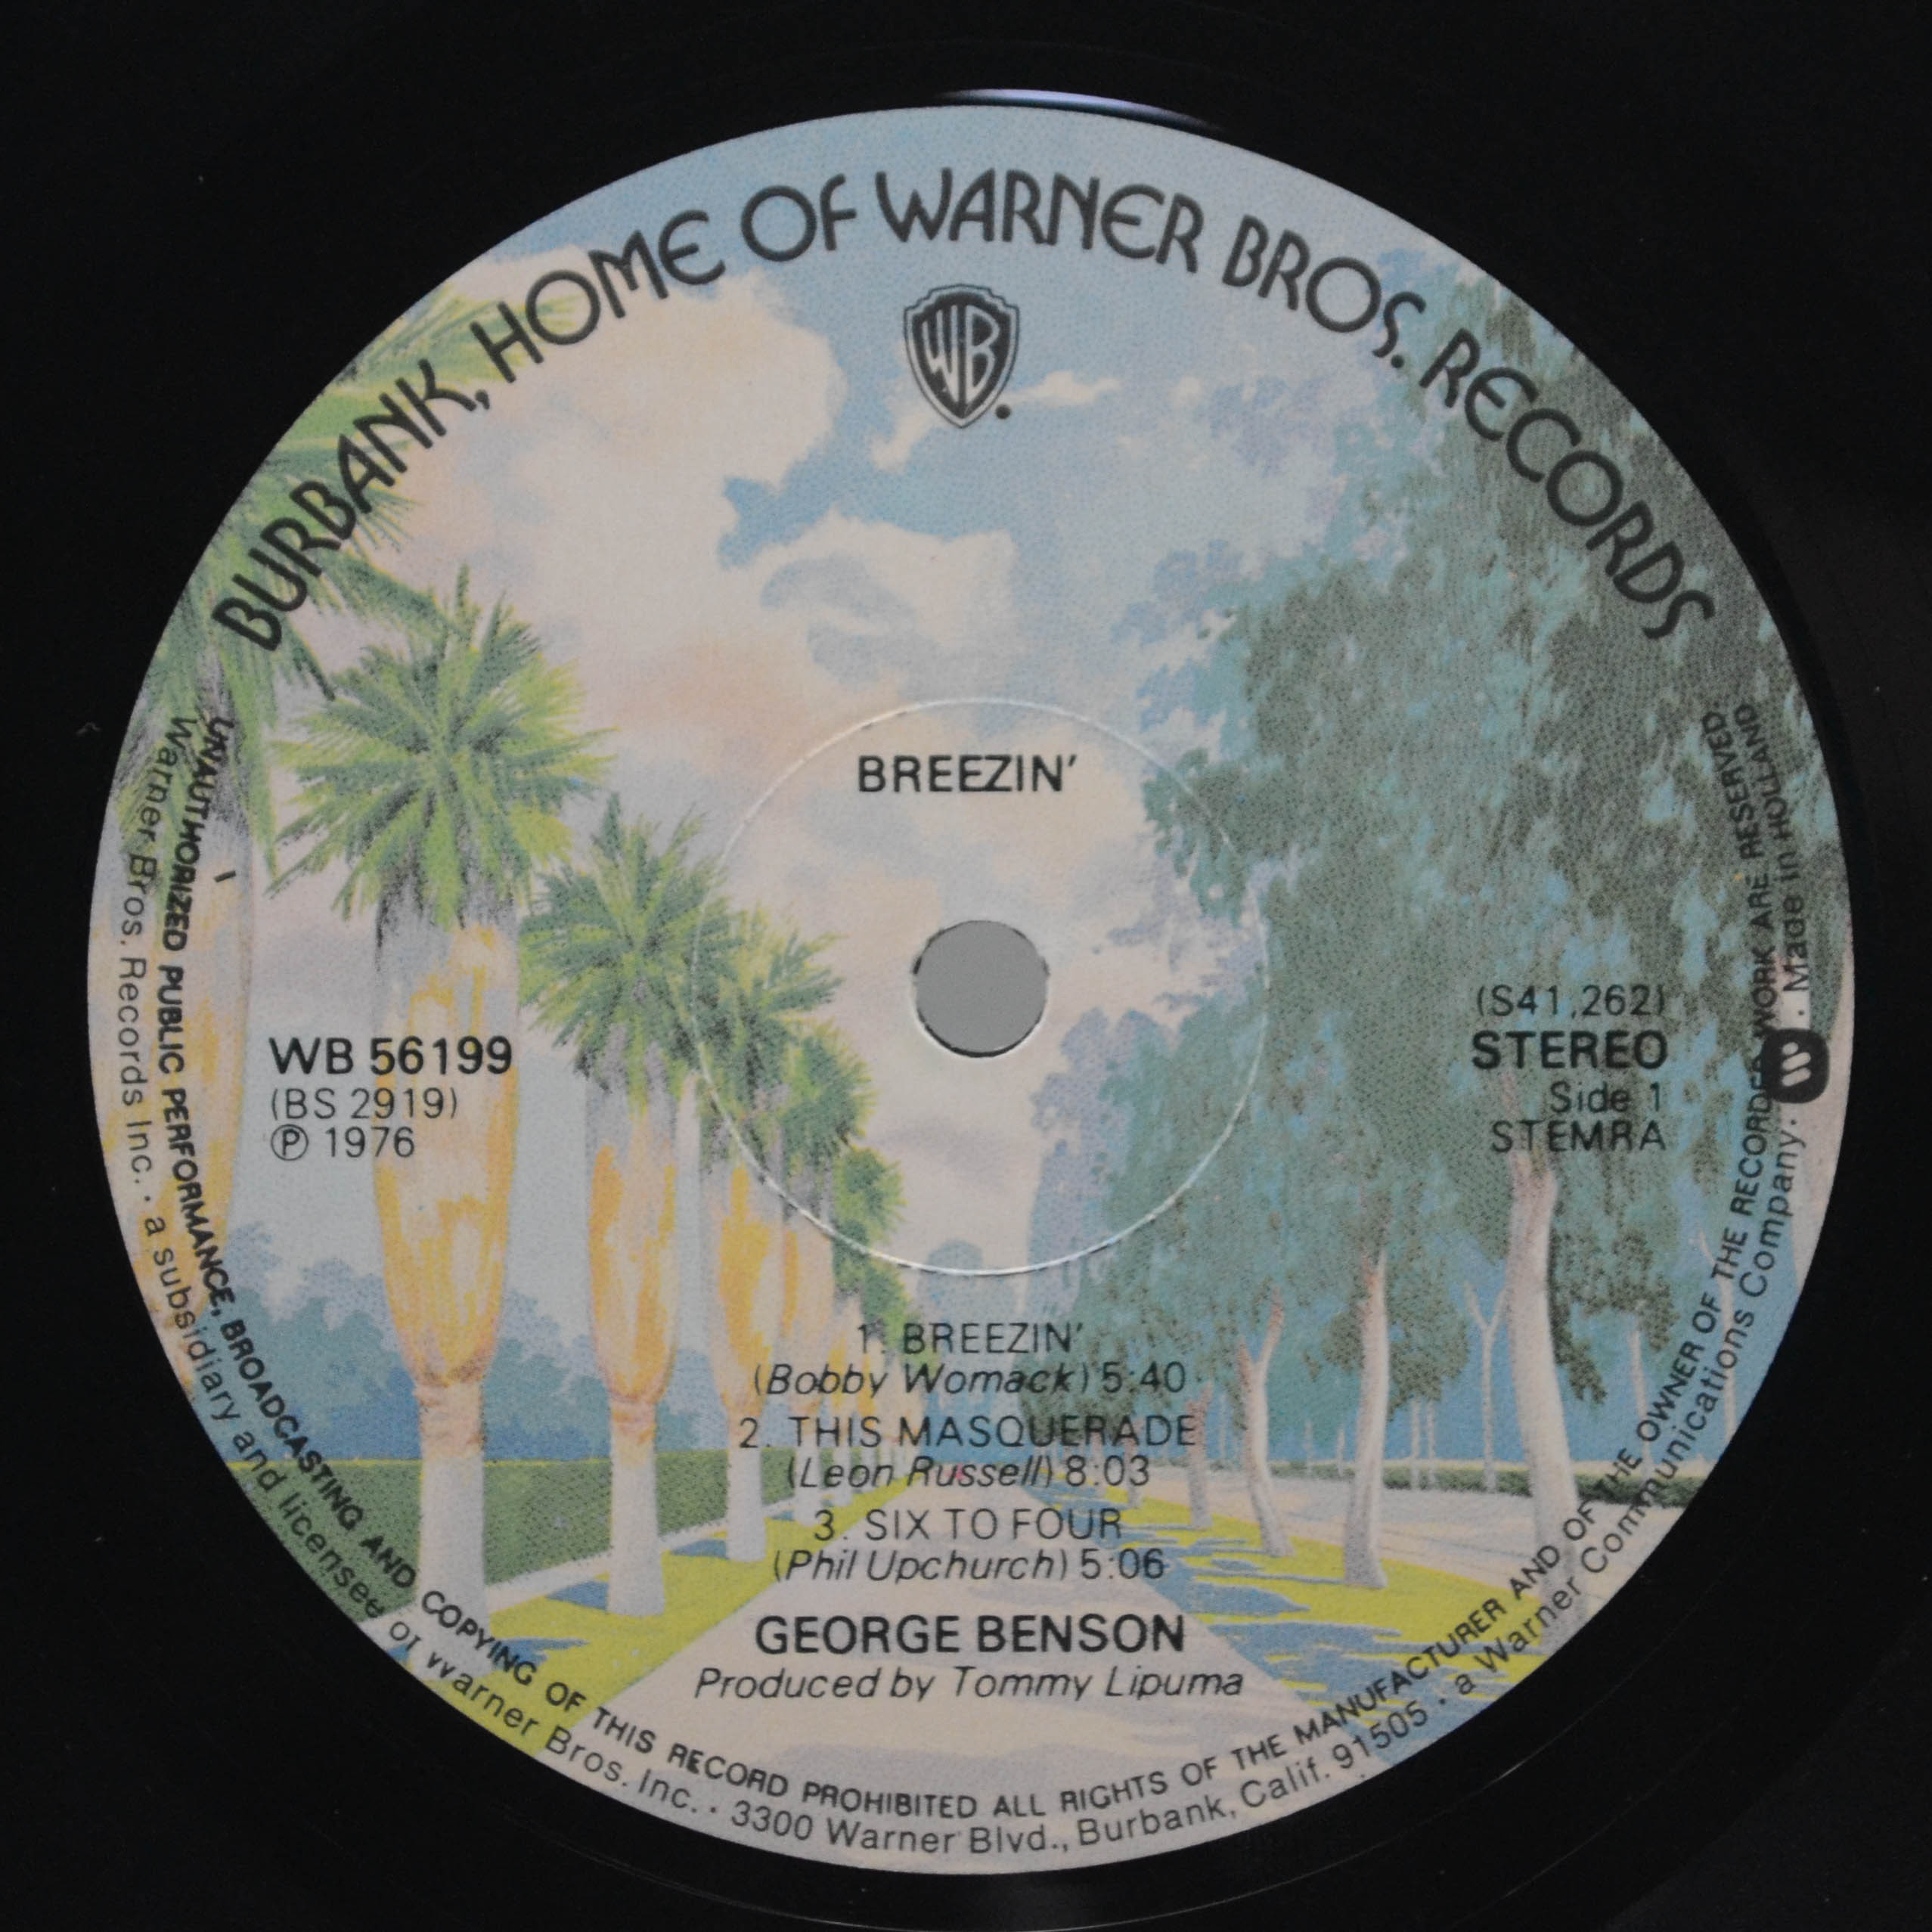 BURBANK, HOME OF WARNER BROS. RECORDS
WB
BREEZIN'
WB 56199
(BS 2919)
℗ 1976
(S41,262)
STEREO
Side 1
STEMRA
1. BREEZIN'
(Bobby Womack) 5:40
2. THIS MASQUERADE
(Leon Russell) 8:03
3. SIX TO FOUR
(Phil Upchurch) 5:06
GEORGE BENSON
Produced by Tommy Lipuma
UNAUTHORIZED PUBLIC PERFORMANCE, BROADCASTING AND COPYING OF THIS RECORD PROHIBITED ALL RIGHTS OF THE MANUFACTURER AND OF THE OWNER OF THE RECORDED WORK ARE RESERVED
Warner Bros. Records Inc. · a subsidiary and licensee of Warner Bros. Inc. · 3300 Warner Blvd., Burbank, Calif. 91505 · a Warner Communications Company. · Made in HOLLAND